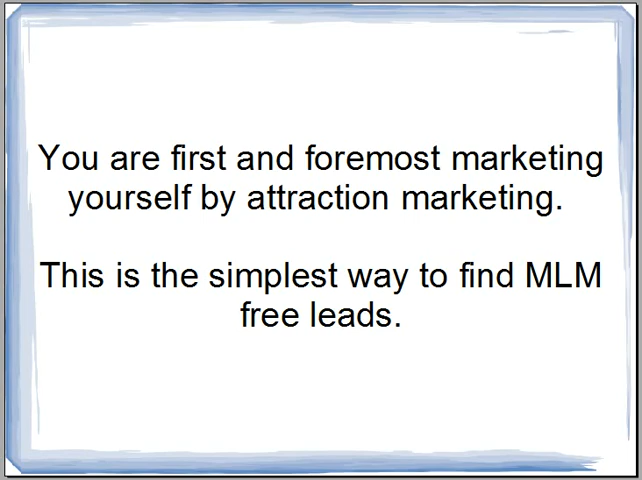 You are first and foremost marketing
yourself by attraction marketing.
This is the simplest way to find MLM
free leads.